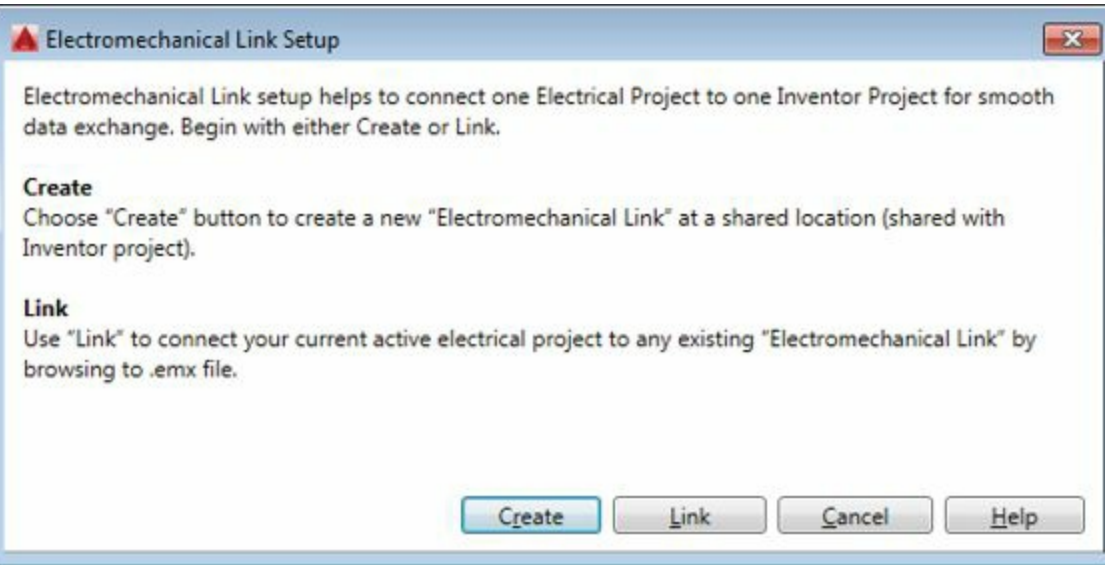 Electromechanical Link Setup
Electromechanical Link setup helps to connect one Electrical Project to one Inventor Project for smooth
data exchange. Begin with either Create or Link.
Create
Choose "Create" button to create a new "Electromechanical Link" at a shared location (shared with
Inventor project).
Link
Use "Link" to connect your current active electrical project to any existing "Electromechanical Link" by
browsing to .emx file.
Create Link Cancel Help